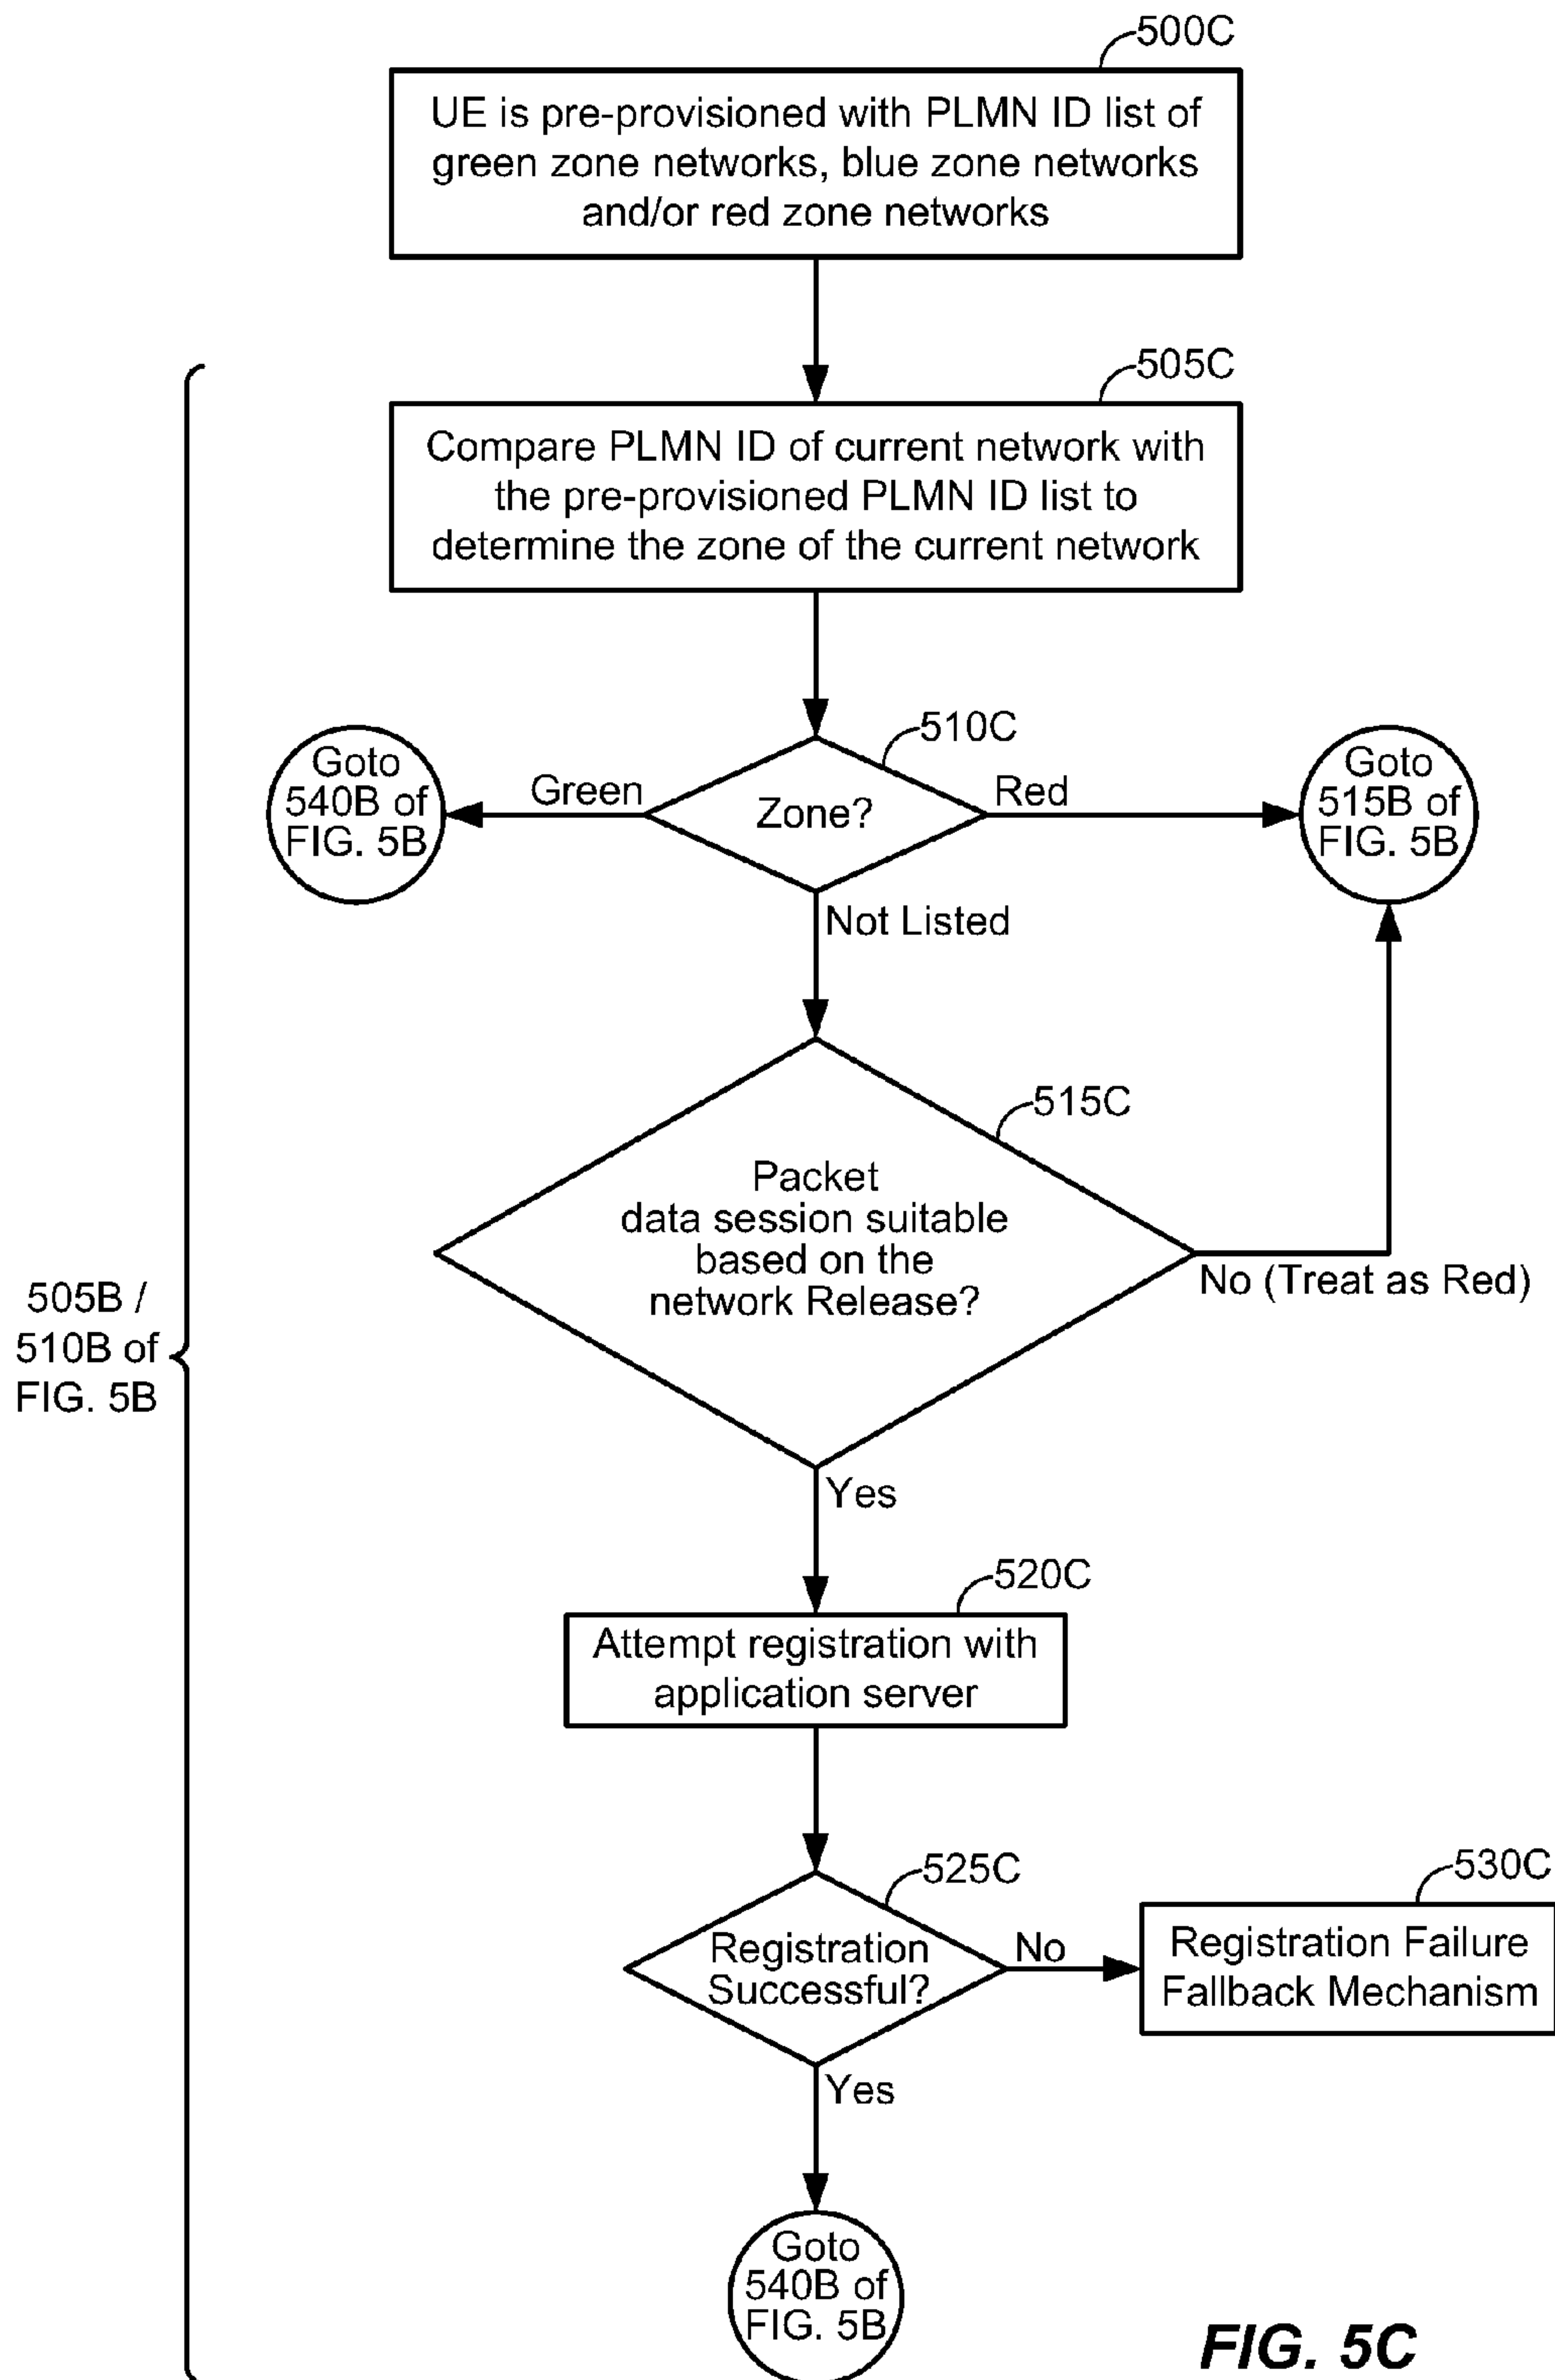 500C
UE is pre-provisioned with PLMN ID list of
green zone networks, blue zone networks
and/or red zone networks
505C
Compare PLMN ID of current network with
the pre-provisioned PLMN ID list to
determine the zone of the current network
510C
Goto
540B of
FIG. 5B
Green
Zone?
Red
Goto
515B of
FIG. 5B
Not Listed
515C
Packet
data session suitable
based on the
network Release?
No (Treat as Red)
505B /
510B of
FIG. 5B
Yes
520C
Attempt registration with
application server
525C
Registration
Successful?
No
530C
Registration Failure
Fallback Mechanism
Yes
Goto
540B of
FIG. 5B
FIG. 5C